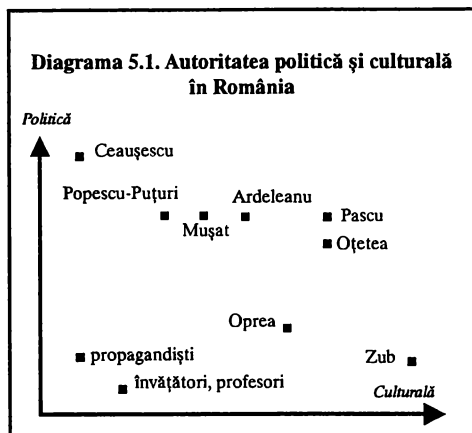 Diagrama 5.1. Autoritatea politică și culturală
în România
Politică
Ceaușescu
Popescu-Puțuri
Ardeleanu
Mușat
Pascu
Oțetea
Oprea
propagandiști
Zub
învățători, profesori
Culturală